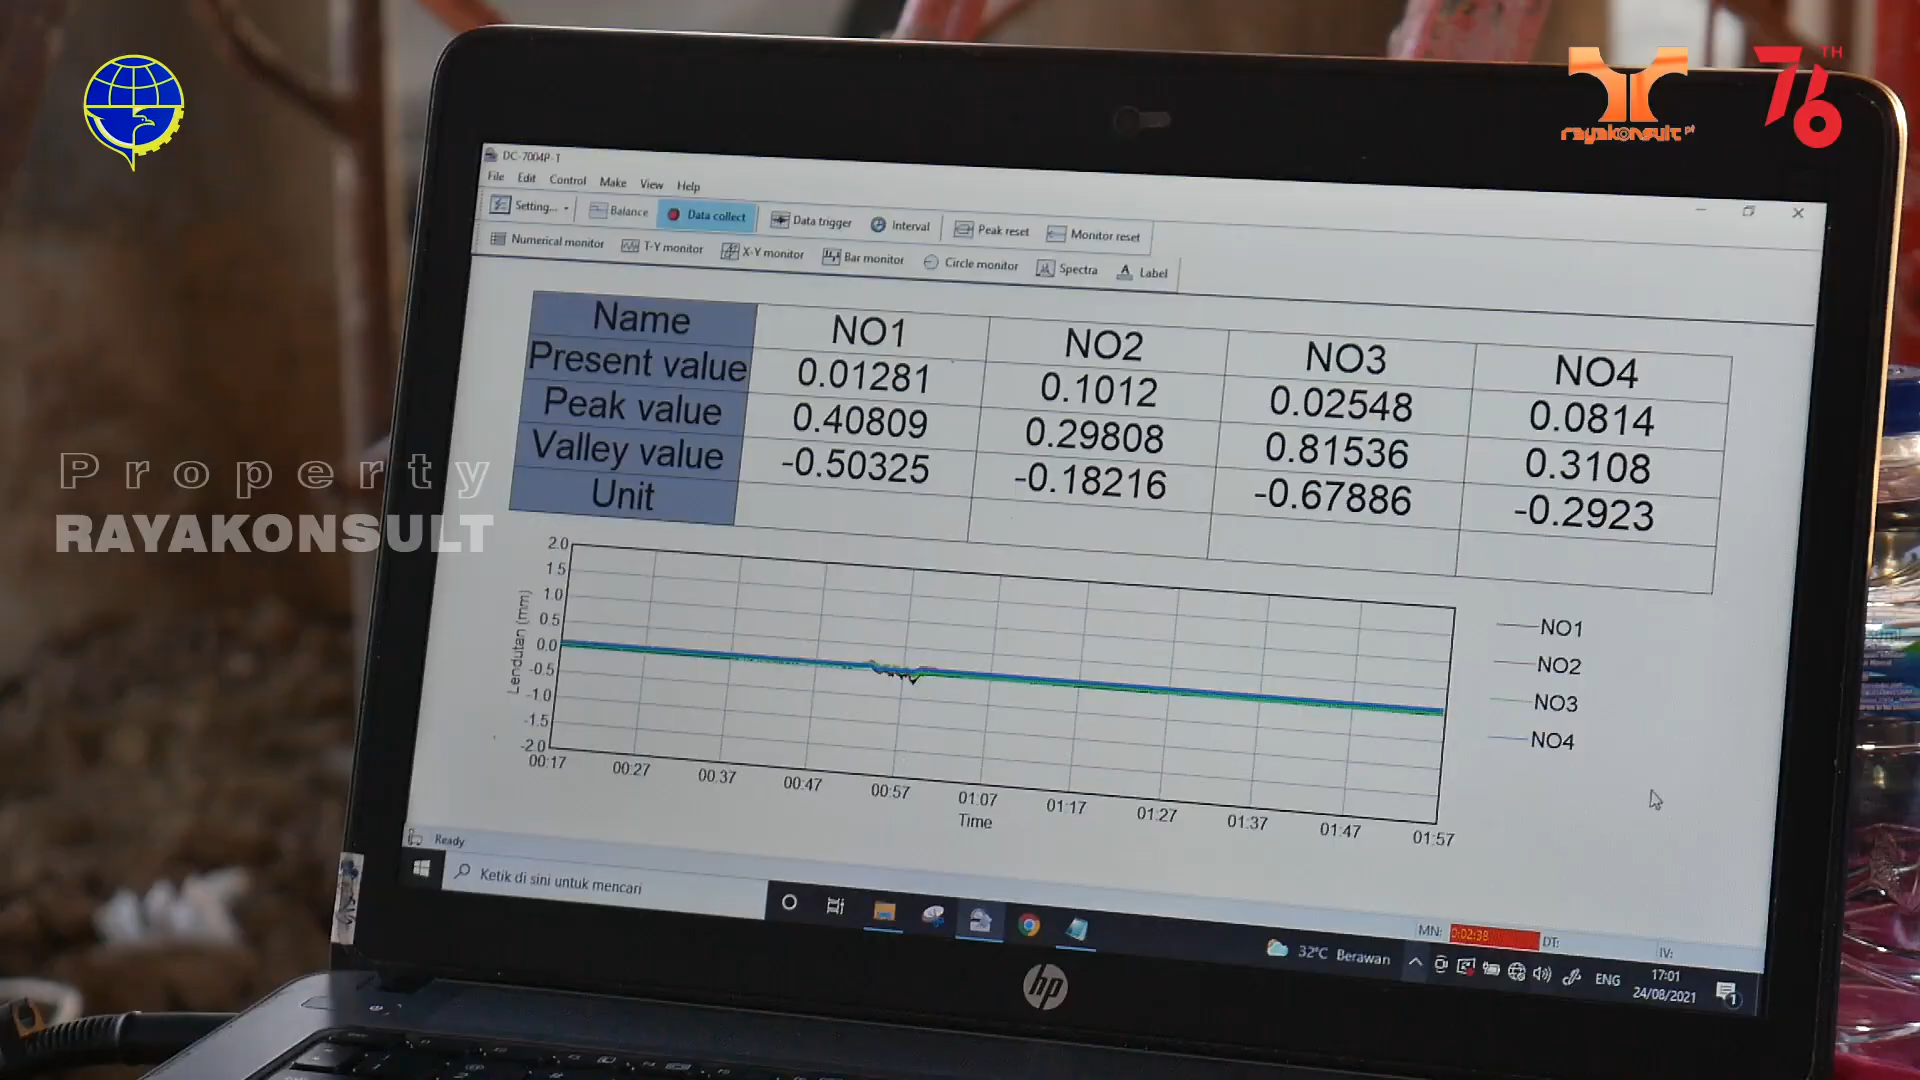 TH
76
rayakonsult pt
DC-7004P-T
File Edit Control Make View Help
Setting... Balance Data collect Data trigger Interval Peak reset Monitor reset
Numerical monitor T-Y monitor X-Y monitor Bar monitor Circle monitor Spectra Label
Name NO1 NO2 NO3 NO4
Present value 0.01281 0.1012 0.02548 0.0814
Peak value 0.40809 0.29808 0.81536 0.3108
Valley value -0.50325 -0.18216 -0.67886 -0.2923
Unit
Property
RAYAKONSULT
2.0
1.5
1.0
0.5
0.0
-0.5
-1.0
-1.5
-2.0
Lendutan (mm)
00:17 00:27 00:37 00:47 00:57 01:07 01:17 01:27 01:37 01:47 01:57
Time
NO1
NO2
NO3
NO4
Ready
MN: 0:02:38 DT: IV:
Ketik di sini untuk mencari
32°C Berawan
ENG
17:01
24/08/2021
1
hp